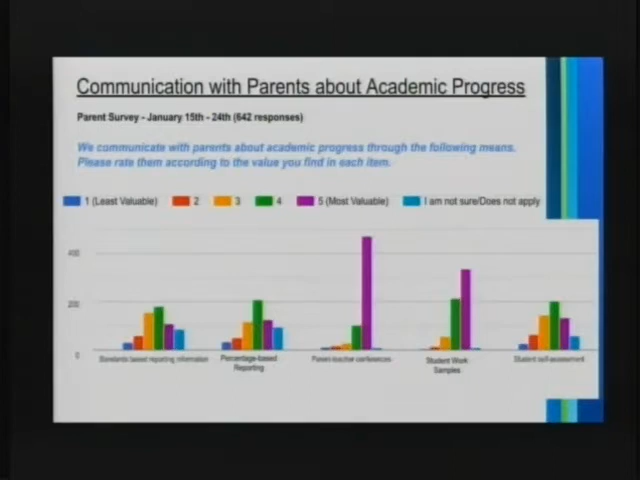 Communication with Parents about Academic Progress
Parent Survey - January 15th - 24th (642 responses)
We communicate with parents about academic progress through the following means.
Please rate them according to the value you find in each item.
1 (Least Valuable) 2 3 4 5 (Most Valuable) I am not sure/Does not apply
400
200
0
Standards based reporting information Percentage-based Reporting Parent-teacher conferences Student Work Samples Student self-assessment